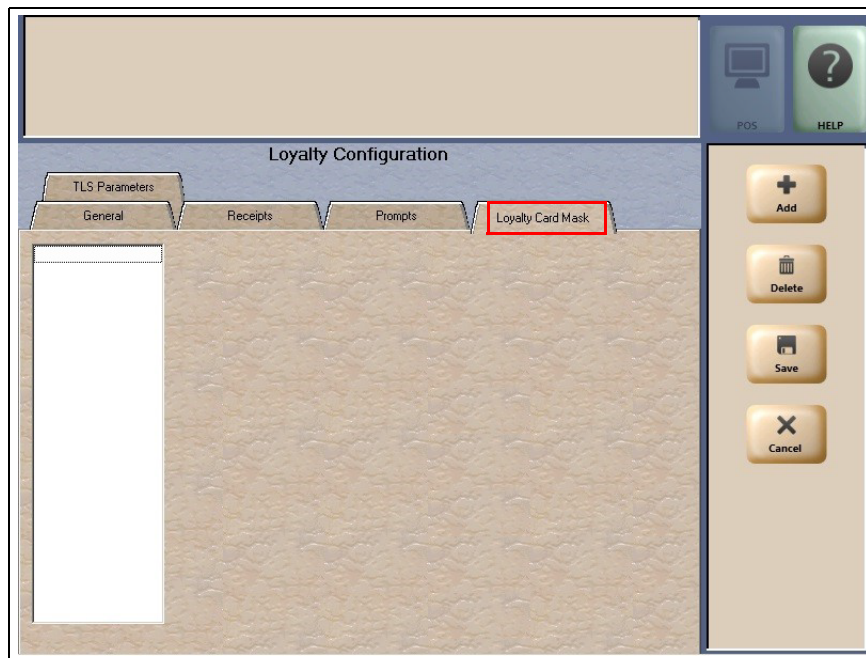 POS
HELP
Loyalty Configuration
TLS Parameters
General
Receipts
Prompts
Loyalty Card Mask
Add
Delete
Save
Cancel